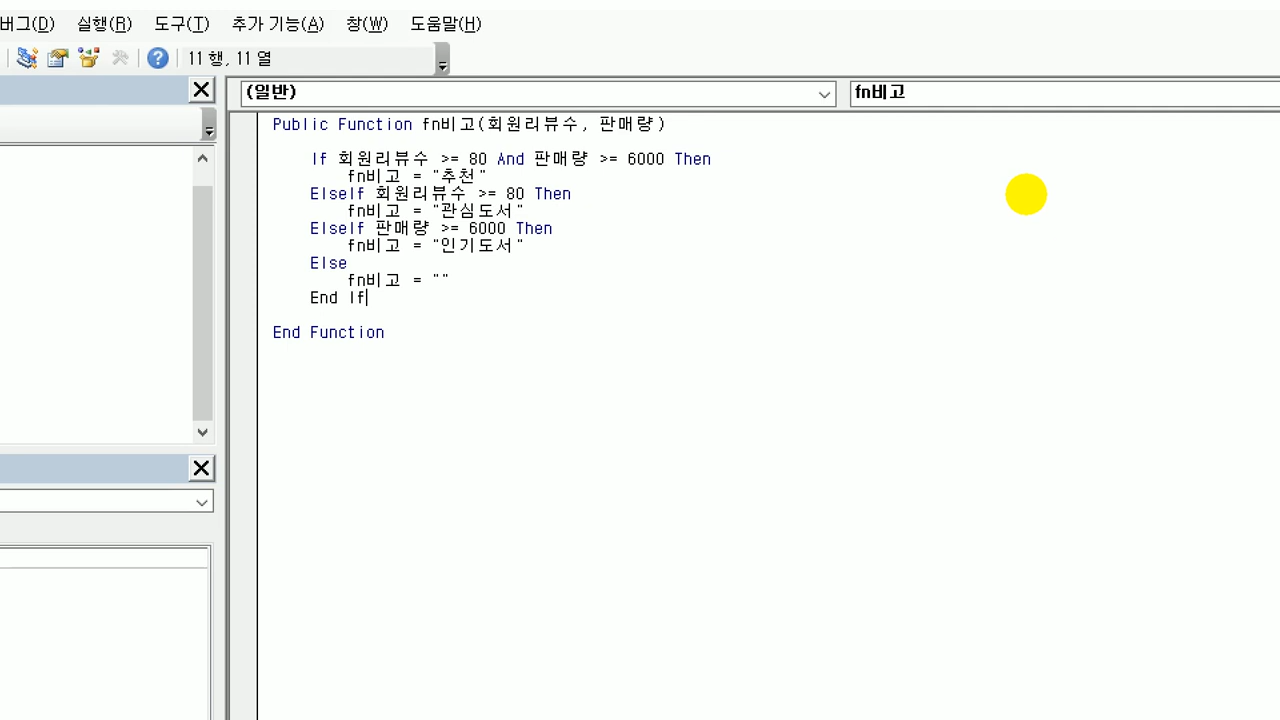 버그(D) 실행(R) 도구(T) 추가 기능(A) 창(W) 도움말(H)
11 행, 11 열
(일반) fn비고
Public Function fn비고(회원리뷰수, 판매량)
If 회원리뷰수 >= 80 And 판매량 >= 6000 Then
fn비고 = "추천"
ElseIf 회원리뷰수 >= 80 Then
fn비고 = "관심도서"
ElseIf 판매량 >= 6000 Then
fn비고 = "인기도서"
Else
fn비고 = ""
End If
End Function